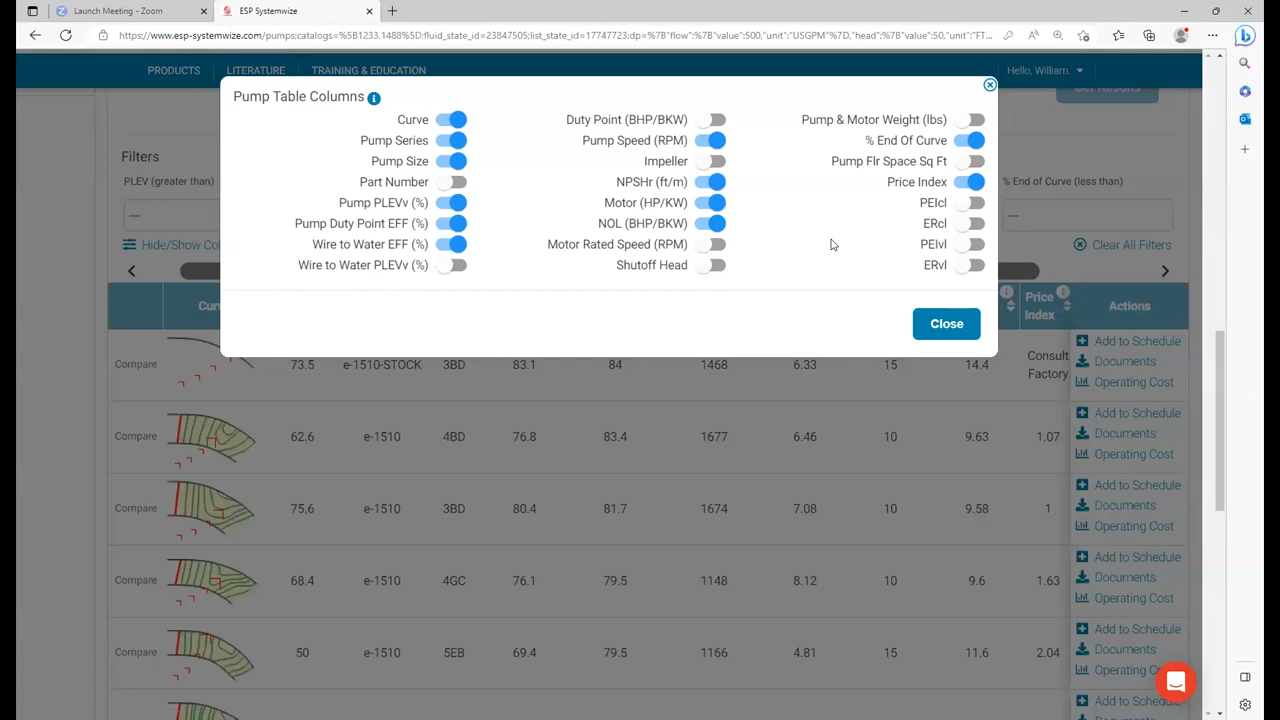 Launch Meeting - Zoom
ESP Systemwize
https://www.esp-systemwize.com/pumps:catalogs=%5B1233,1488%5D;fluid_state_id=23847505;list_state_id=17747723;dp=%7B"flow":%7B"value":500,"unit":"USGPM"%7D,"head":%7B"value":50,"unit":"FT...
PRODUCTS LITERATURE TRAINING & EDUCATION
Hello, William.
Pump Table Columns
Curve
Pump Series
Pump Size
Part Number
Pump PLEVv (%)
Pump Duty Point EFF (%)
Wire to Water EFF (%)
Wire to Water PLEVv (%)
Duty Point (BHP/BKW)
Pump Speed (RPM)
Impeller
NPSHr (ft/m)
Motor (HP/KW)
NOL (BHP/BKW)
Motor Rated Speed (RPM)
Shutoff Head
Pump & Motor Weight (lbs)
% End Of Curve
Pump Flr Space Sq Ft
Price Index
PEIcl
ERcl
PEIvl
ERvl
Close
Get Results
Filters
PLEV (greater than)
% End of Curve (less than)
---
---
Hide/Show Col
Clear All Filters
Cur
Price Index
Actions
Compare 73.5 e-1510-STOCK 3BD 83.1 84 1468 6.33 15 14.4 Consult Factory
Add to Schedule
Documents
Operating Cost
Compare 62.6 e-1510 4BD 76.8 83.4 1677 6.46 10 9.63 1.07
Add to Schedule
Documents
Operating Cost
Compare 75.6 e-1510 3BD 80.4 81.7 1674 7.08 10 9.58 1
Add to Schedule
Documents
Operating Cost
Compare 68.4 e-1510 4GC 76.1 79.5 1148 8.12 10 9.6 1.63
Add to Schedule
Documents
Operating Cost
Compare 50 e-1510 5EB 69.4 79.5 1166 4.81 15 11.6 2.04
Add to Schedule
Documents
Operating Cost
Add to Schedule